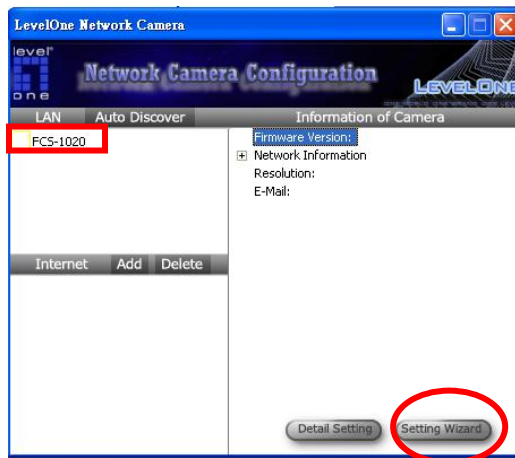 LevelOne Network Camera
level
one
Network Camera Configuration
LEVELONE
LAN Auto Discover
Information of Camera
FCS-1020
Firmware Version:
Network Information
Resolution:
E-Mail:
Internet Add Delete
Detail Setting
Setting Wizard